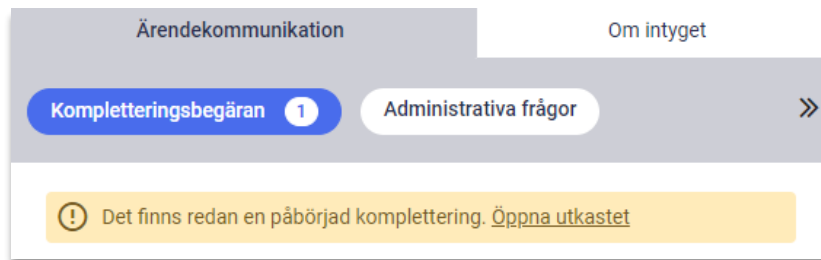 Ärendekommunikation Om intyget
Kompletteringsbegäran 1 Administrativa frågor »
Det finns redan en påbörjad komplettering. Öppna utkastet